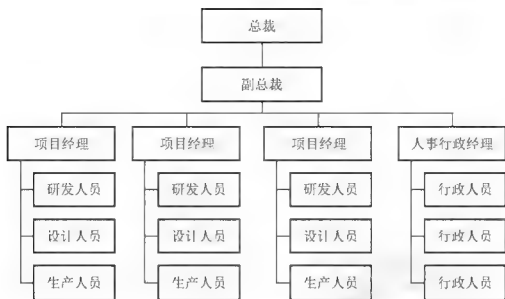 总裁
副总裁
项目经理 项目经理 项目经理 人事行政经理
研发人员 研发人员 研发人员 行政人员
设计人员 设计人员 设计人员 行政人员
生产人员 生产人员 生产人员 行政人员